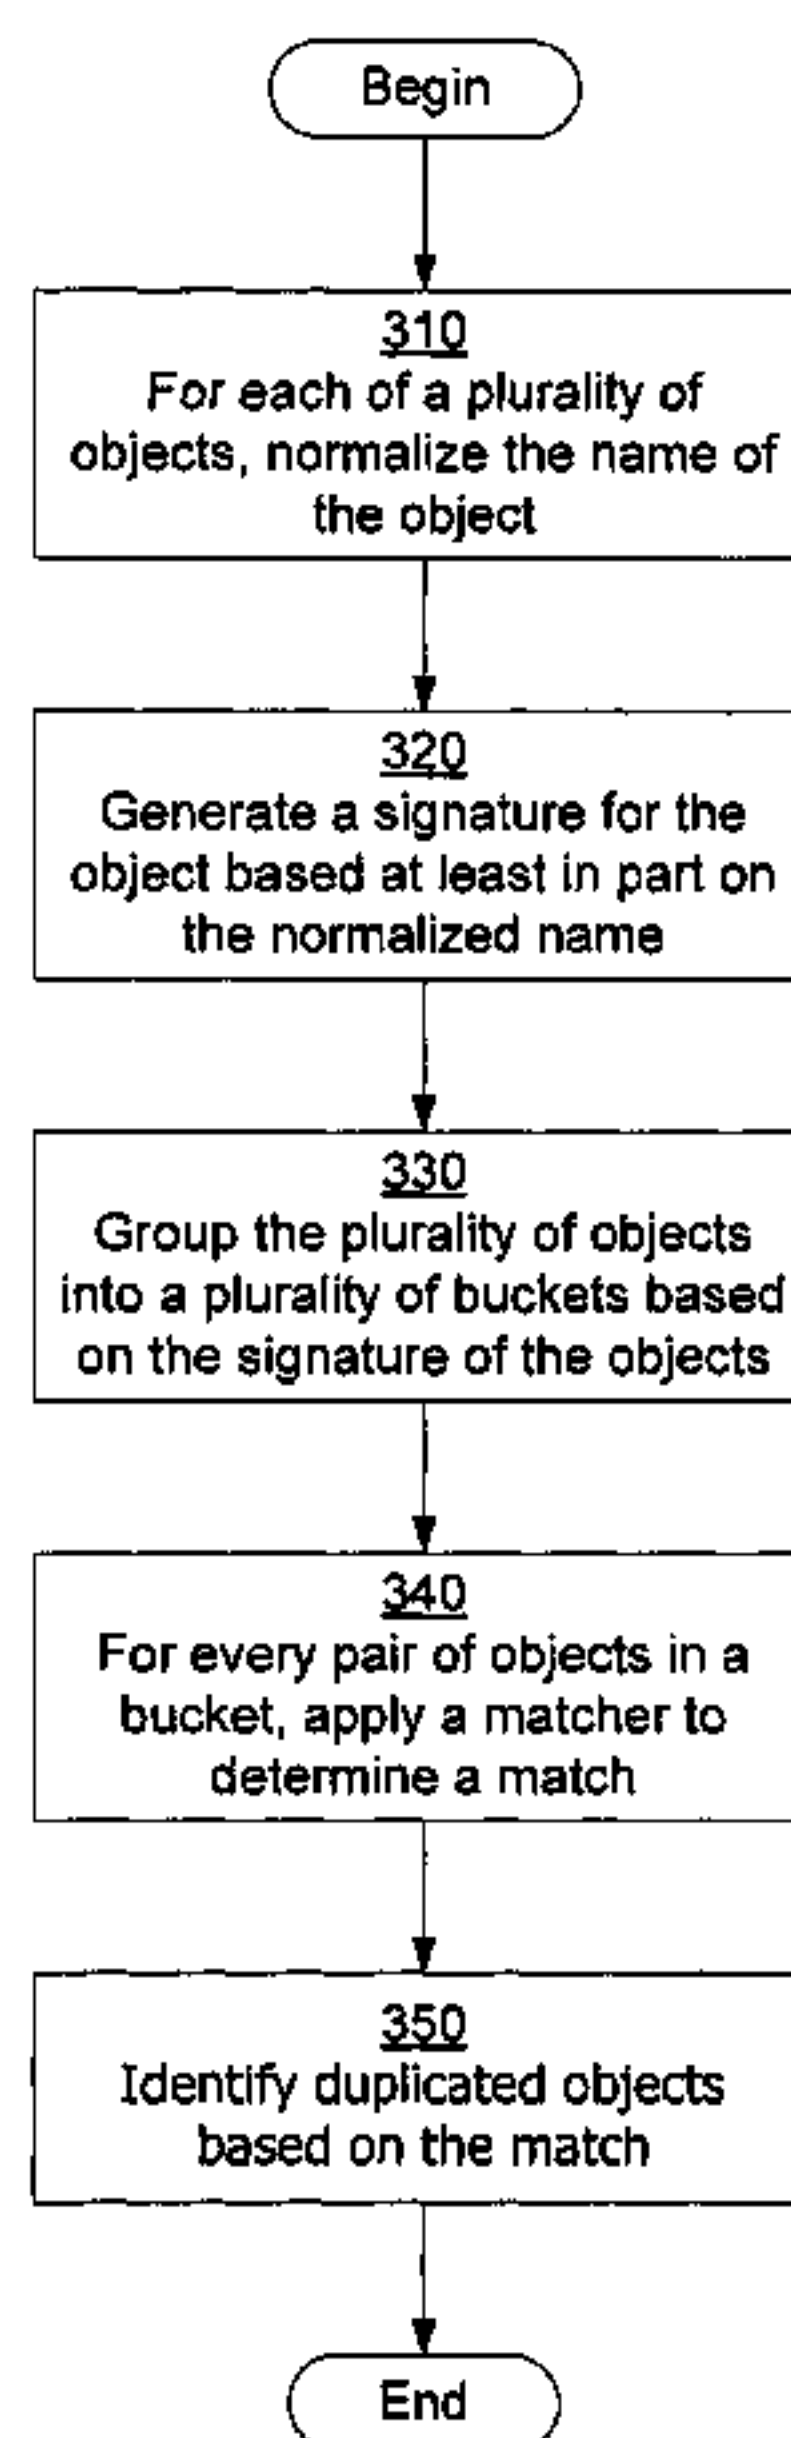 Begin
310
For each of a plurality of
objects, normalize the name of
the object
320
Generate a signature for the
object based at least in part on
the normalized name
330
Group the plurality of objects
into a plurality of buckets based
on the signature of the objects
340
For every pair of objects in a
bucket, apply a matcher to
determine a match
350
Identify duplicated objects
based on the match
End